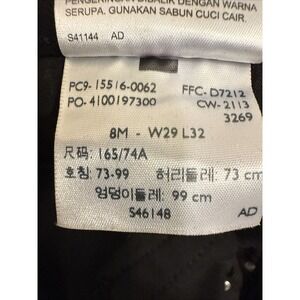 PENGERINGAN DIBALIK DENGAN WARNA
SERUPA. GUNAKAN SABUN CUCI CAIR.
S41144 AD
PC9-15516-0062 FFC- D7212
PO-4100197300 CW-2113
3269
8M - W29 L32
尺码: 165/74A
호칭: 73-99 허리둘레: 73 cm
엉덩이둘레: 99 cm
S46148 AD